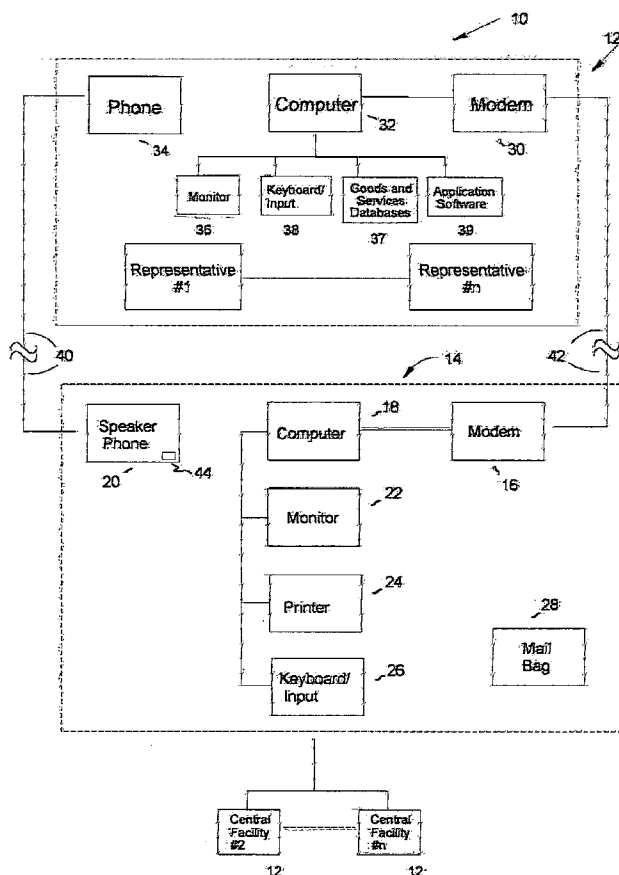 10
12
Phone
34
Computer
32
Modem
30
Monitor
36
Keyboard/
Input
38
Goods and
Services
Databases
37
Application
Software
39
Representative
#1
Representative
#n
40
42
14
Speaker
Phone
20
44
Computer
18
Modem
16
Monitor
22
Printer
24
Keyboard/
Input
26
28
Mail
Bag
Central
Facility
#2
12
Central
Facility
#n
12